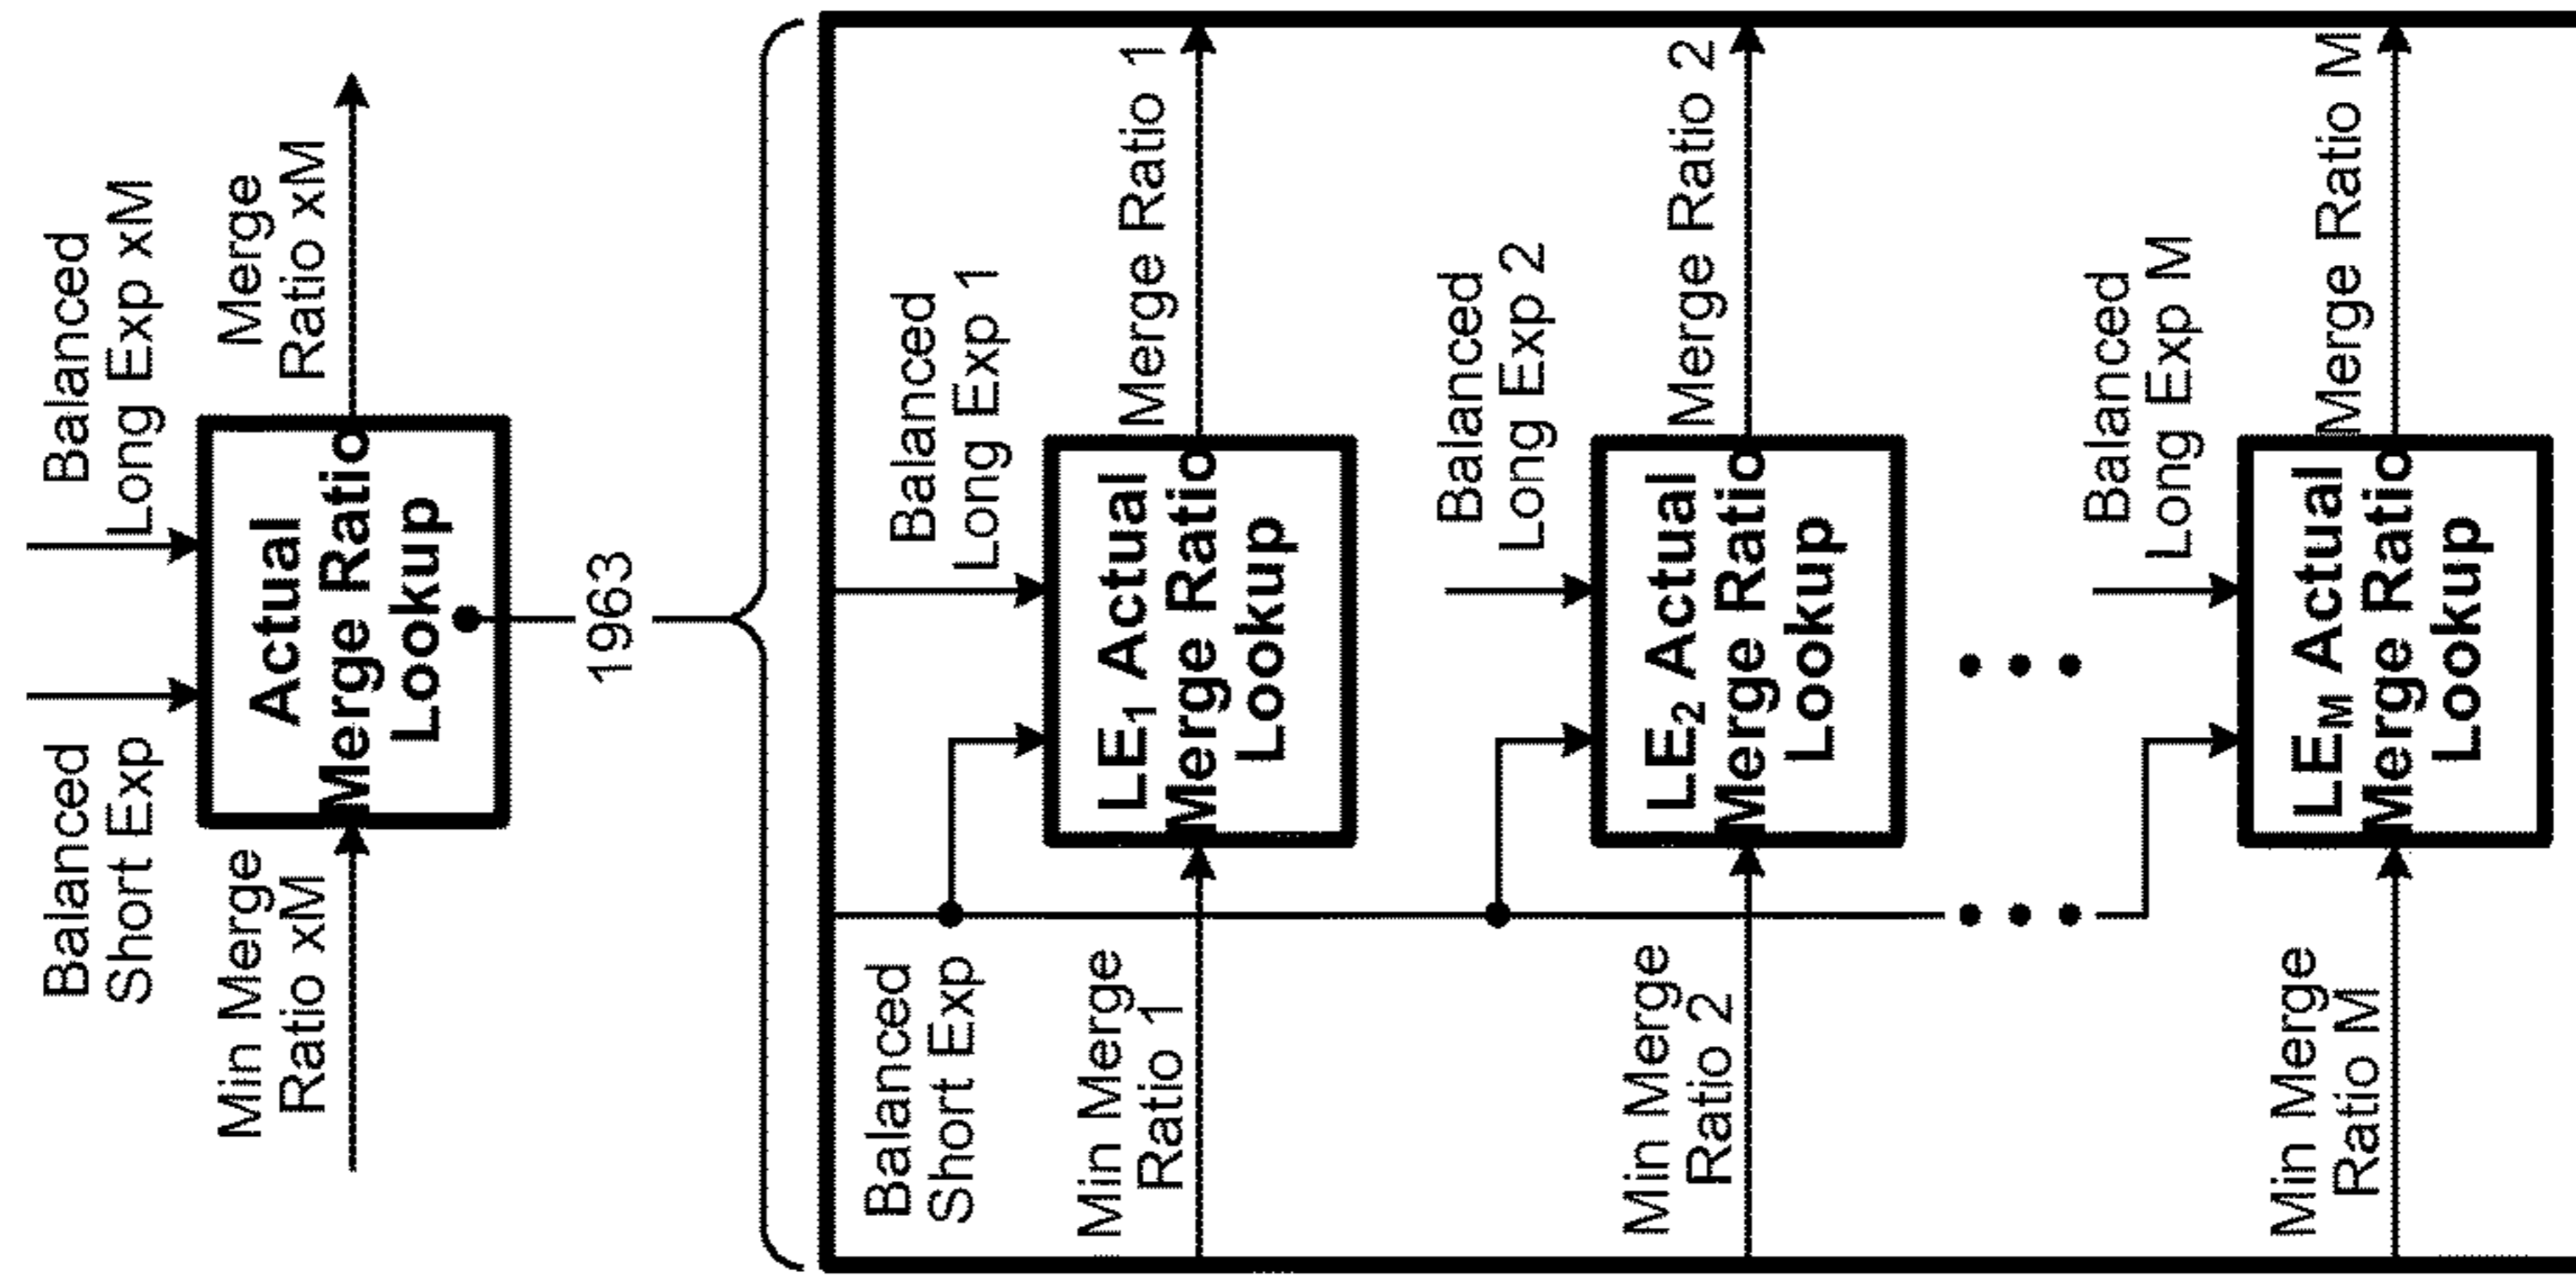 Balanced
Short Exp
Balanced
Long Exp xM
Min Merge
Ratio xM
Actual
Merge Ratio
Lookup
Merge
Ratio xM
1963
Balanced
Short Exp
Balanced
Long Exp 1
Min Merge
Ratio 1
LE1 Actual
Merge Ratio
Lookup
Merge Ratio 1
Balanced
Long Exp 2
Min Merge
Ratio 2
LE2 Actual
Merge Ratio
Lookup
Merge Ratio 2
Balanced
Long Exp M
Min Merge
Ratio M
LEM Actual
Merge Ratio
Lookup
Merge Ratio M